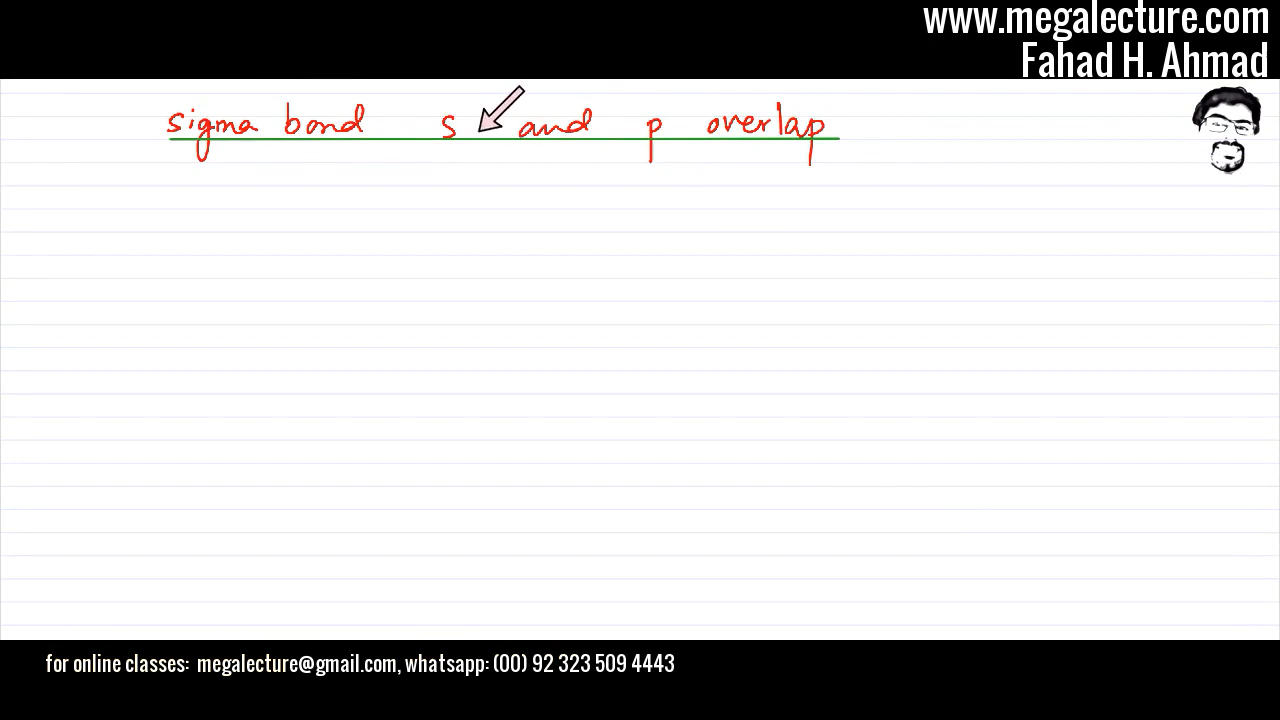 www.megalecture.com
Fahad H. Ahmad
sigma bond s and p overlap
for online classes: megalecture@gmail.com, whatsapp: (00) 92 323 509 4443